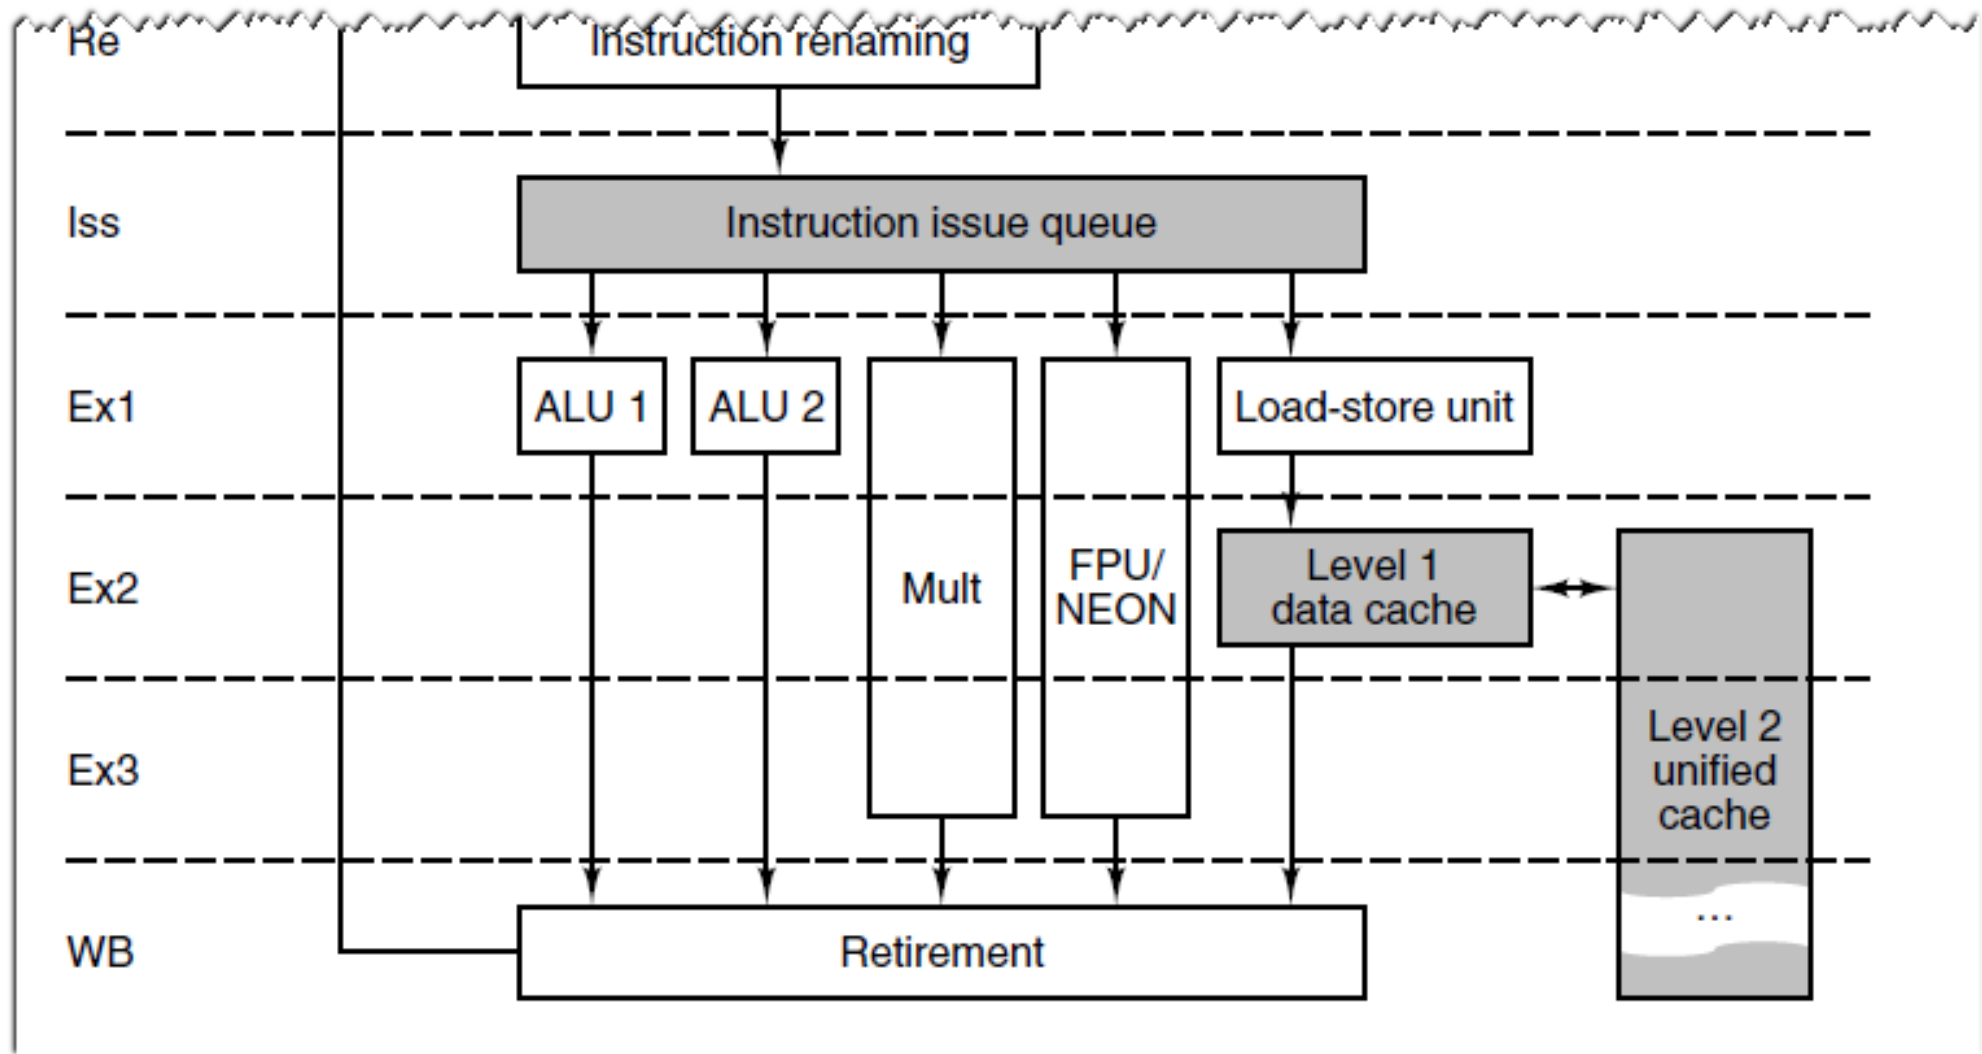 Re
Instruction renaming
Iss
Instruction issue queue
Ex1
ALU 1
ALU 2
Load-store unit
Ex2
Mult
FPU/
NEON
Level 1
data cache
Ex3
Level 2
unified
cache
...
WB
Retirement